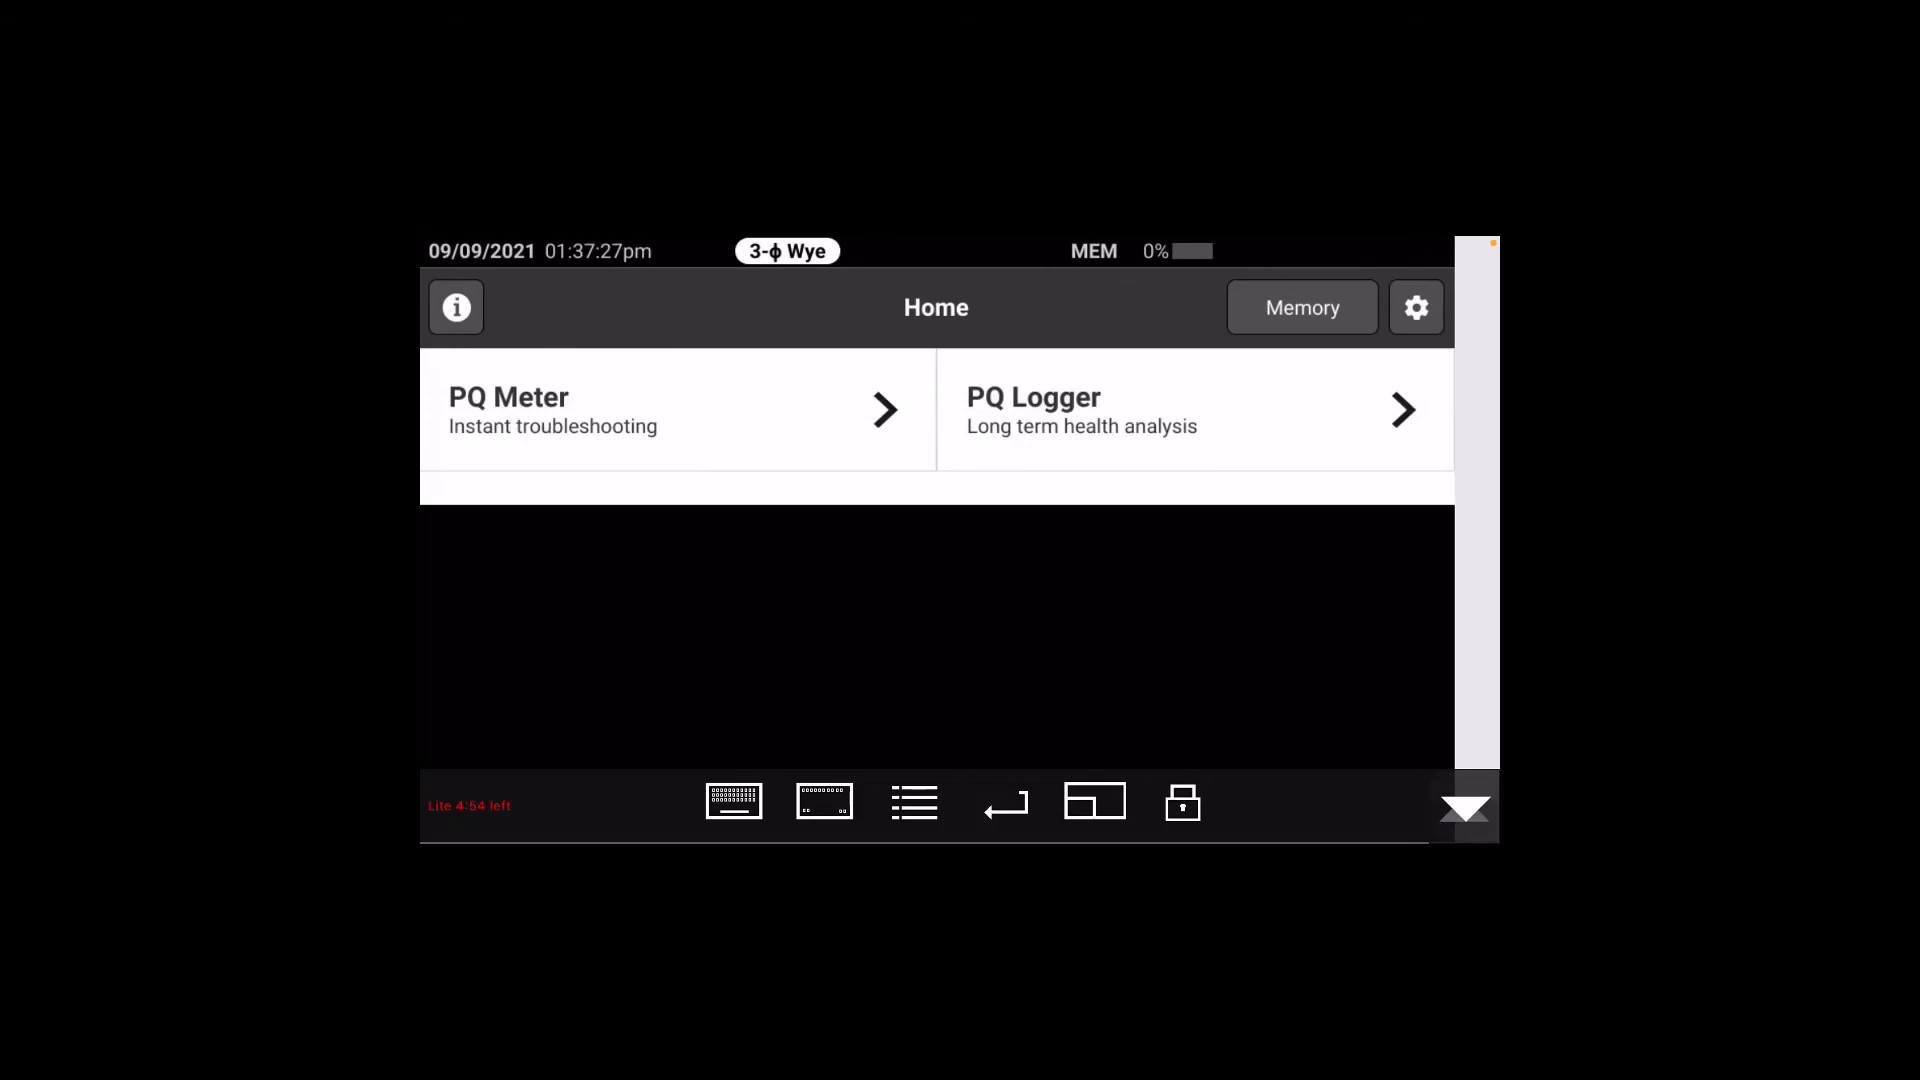 09/09/2021 01:37:27pm 3-ϕ Wye MEM 0%
Home Memory
PQ Meter
Instant troubleshooting
PQ Logger
Long term health analysis
Lite 4:54 left